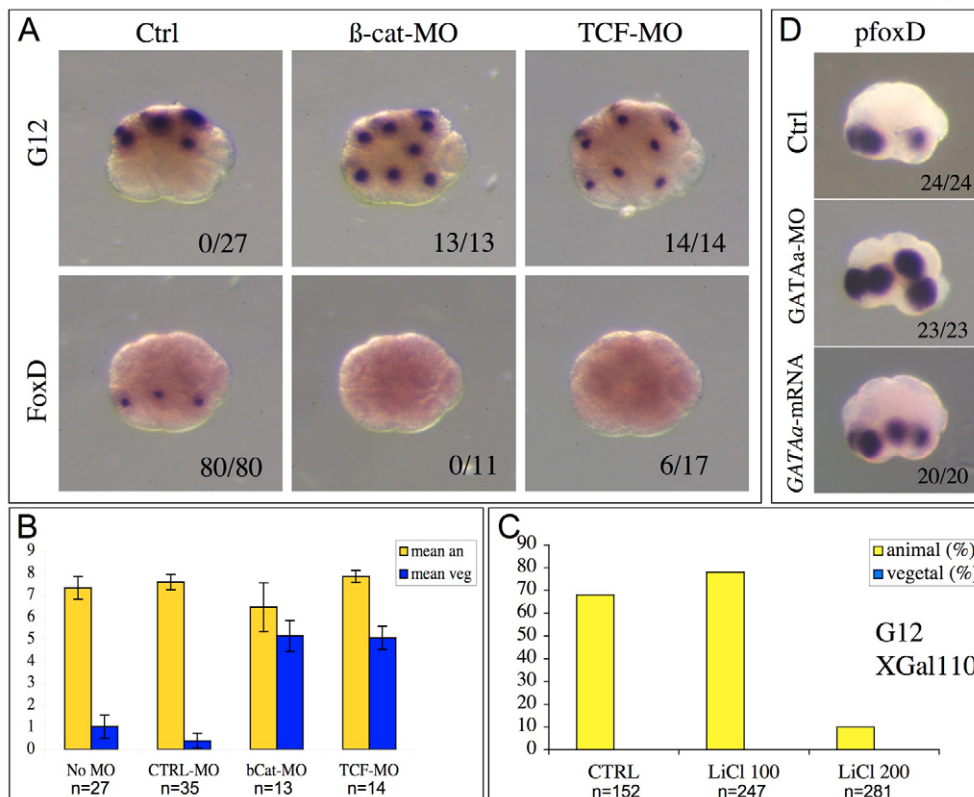 A
Ctrl
ß-cat-MO
TCF-MO
G12
0/27
13/13
14/14
FoxD
80/80
0/11
6/17
D
pfoxD
Ctrl
24/24
GATAa-MO
23/23
GATAa-mRNA
20/20
B
9
8
7
6
5
4
3
2
1
0
mean an
mean veg
No MO
CTRL-MO
bCat-MO
TCF-MO
n=27
n=35
n=13
n=14
C
90
80
70
60
50
40
30
20
10
0
animal (%)
vegetal (%)
G12
XGal110
CTRL
LiCl 100
LiCl 200
n=152
n=247
n=281